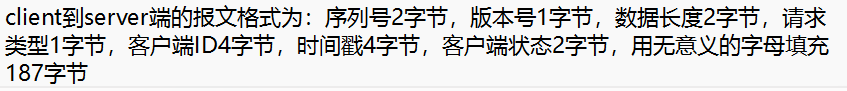 client到server端的报文格式为：序列号2字节，版本号1字节，数据长度2字节，请求
类型1字节，客户端ID4字节，时间戳4字节，客户端状态2字节，用无意义的字母填充
187字节